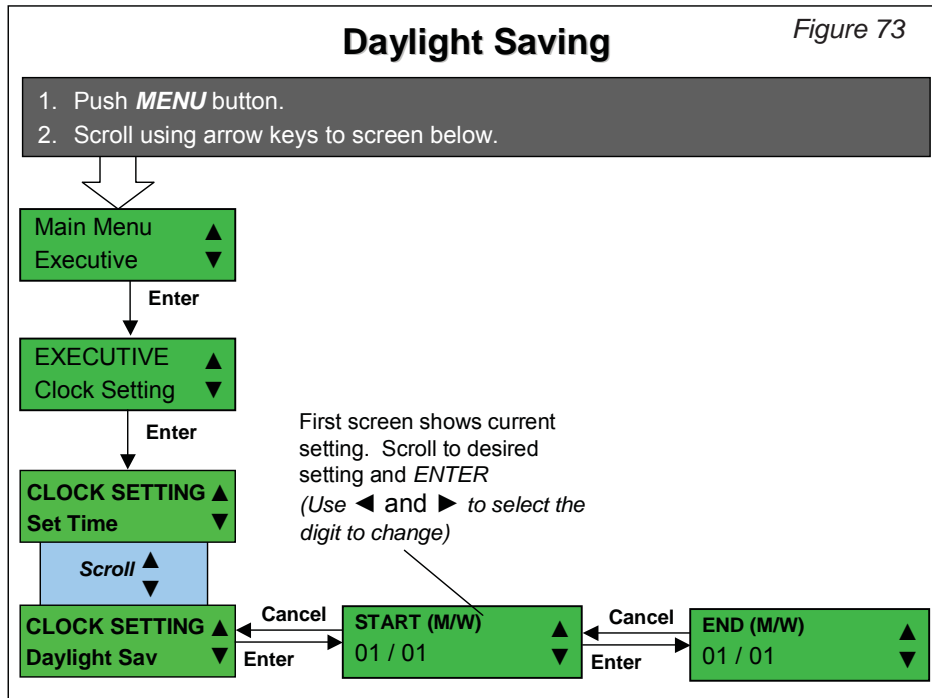 Daylight Saving
Figure 73
1. Push MENU button.
2. Scroll using arrow keys to screen below.
Main Menu ▲
Executive ▼
Enter
EXECUTIVE ▲
Clock Setting ▼
Enter
First screen shows current
setting. Scroll to desired
setting and ENTER
(Use ◄ and ► to select the
digit to change)
CLOCK SETTING ▲
Set Time ▼
Scroll ▲
▼
CLOCK SETTING ▲
Daylight Sav ▼
Cancel
Enter
START (M/W) ▲
01 / 01 ▼
Cancel
Enter
END (M/W) ▲
01 / 01 ▼